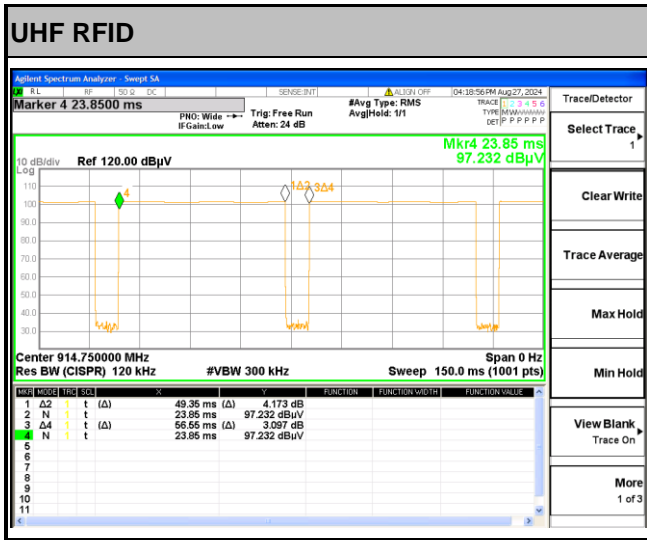 UHF RFID
Agilent Spectrum Analyzer - Swept SA
RL RF 50 Ω DC SENSE:INT ALIGN OFF 04:18:56 PM Aug 27, 2024
Marker 4 23.8500 ms
PNO: Wide
IFGain:Low
Trig: Free Run
Atten: 24 dB
#Avg Type: RMS
Avg|Hold: 1/1
TRACE 1 2 3 4 5 6
TYPE
DET P P P P P P
Mkr4 23.85 ms
97.232 dBµV
10 dB/div Ref 120.00 dBµV
Log
110
100
90.0
80.0
70.0
60.0
50.0
40.0
30.0
4
1Δ2
3Δ4
Center 914.750000 MHz Span 0 Hz
Res BW (CISPR) 120 kHz #VBW 300 kHz Sweep 150.0 ms (1001 pts)
MKR MODE TRC SCL X Y FUNCTION FUNCTION WIDTH FUNCTION VALUE
1 Δ2 1 t (Δ) 49.35 ms (Δ) 4.173 dB
2 N 1 t 23.85 ms 97.232 dBµV
3 Δ4 1 t (Δ) 56.55 ms (Δ) 3.097 dB
4 N 1 t 23.85 ms 97.232 dBµV
5
6
7
8
9
10
11
Trace/Detector
Select Trace
1
Clear Write
Trace Average
Max Hold
Min Hold
View Blank
Trace On
More
1 of 3